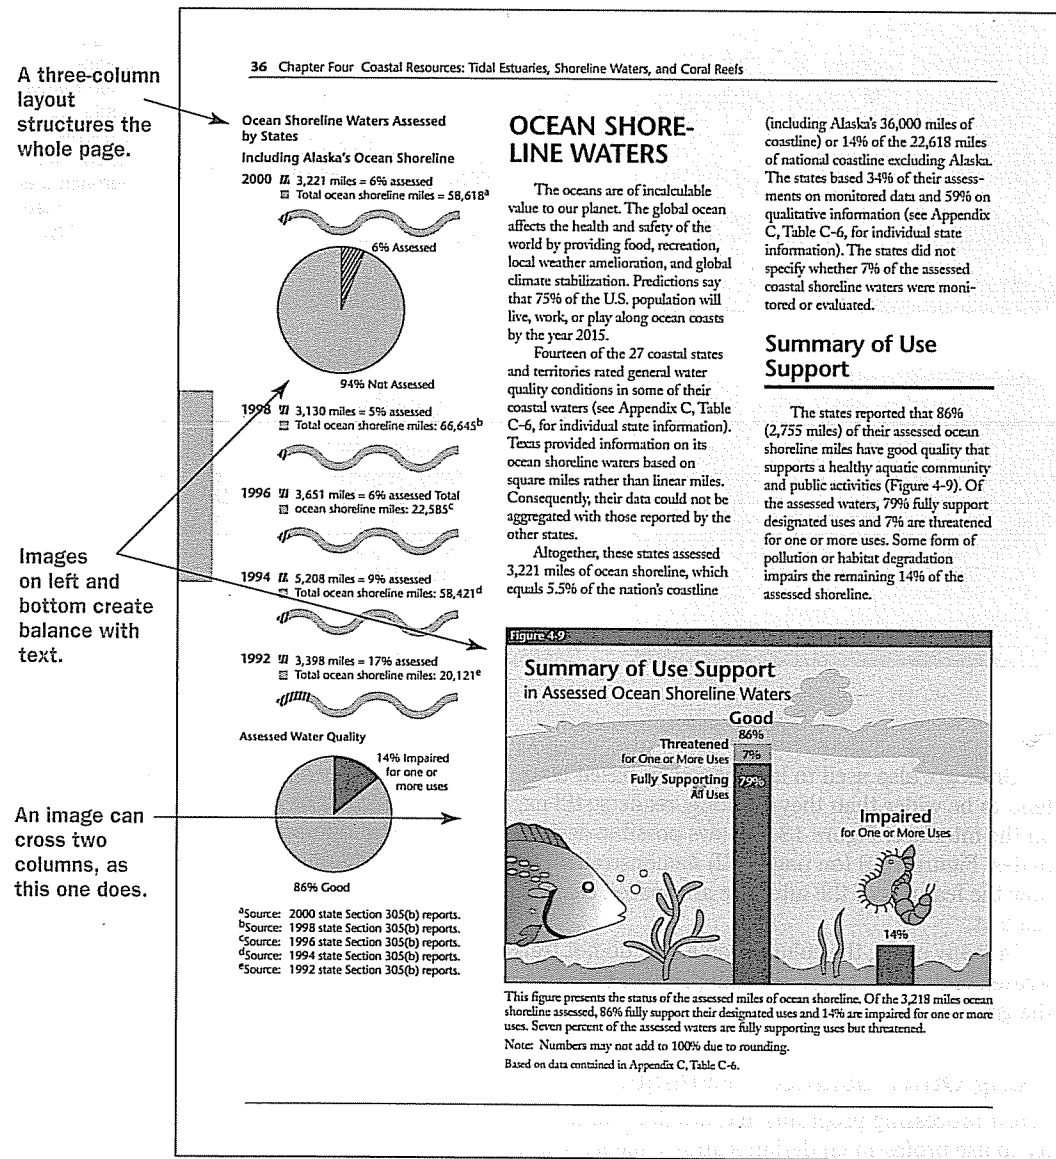 A three-column
layout
structures the
whole page.
Images
on left and
bottom create
balance with
text.
An image can
cross two
columns, as
this one does.
36 Chapter Four Coastal Resources: Tidal Estuaries, Shoreline Waters, and Coral Reefs
Ocean Shoreline Waters Assessed
by States
Including Alaska's Ocean Shoreline
2000 3,221 miles = 6% assessed
Total ocean shoreline miles = 58,618a
6% Assessed
94% Not Assessed
1998 3,130 miles = 5% assessed
Total ocean shoreline miles: 66,645b
1996 3,651 miles = 6% assessed Total
ocean shoreline miles: 22,585c
1994 5,208 miles = 9% assessed
Total ocean shoreline miles: 58,421d
1992 3,398 miles = 17% assessed
Total ocean shoreline miles: 20,121e
Assessed Water Quality
14% Impaired
for one or
more uses
86% Good
aSource: 2000 state Section 305(b) reports.
bSource: 1998 state Section 305(b) reports.
cSource: 1996 state Section 305(b) reports.
dSource: 1994 state Section 305(b) reports.
eSource: 1992 state Section 305(b) reports.
OCEAN SHORE-
LINE WATERS
The oceans are of incalculable
value to our planet. The global ocean
affects the health and safety of the
world by providing food, recreation,
local weather amelioration, and global
climate stabilization. Predictions say
that 75% of the U.S. population will
live, work, or play along ocean coasts
by the year 2015.
Fourteen of the 27 coastal states
and territories rated general water
quality conditions in some of their
coastal waters (see Appendix C, Table
C-6, for individual state information).
Texas provided information on its
ocean shoreline waters based on
square miles rather than linear miles.
Consequently, their data could not be
aggregated with those reported by the
other states.
Altogether, these states assessed
3,221 miles of ocean shoreline, which
equals 5.5% of the nation's coastline
(including Alaska's 36,000 miles of
coastline) or 14% of the 22,618 miles
of national coastline excluding Alaska.
The states based 34% of their assess-
ments on monitored data and 59% on
qualitative information (see Appendix
C, Table C-6, for individual state
information). The states did not
specify whether 7% of the assessed
coastal shoreline waters were moni-
tored or evaluated.
Summary of Use
Support
The states reported that 86%
(2,755 miles) of their assessed ocean
shoreline miles have good quality that
supports a healthy aquatic community
and public activities (Figure 4-9). Of
the assessed waters, 79% fully support
designated uses and 7% are threatened
for one or more uses. Some form of
pollution or habitat degradation
impairs the remaining 14% of the
assessed shoreline.
Figure 4-9
Summary of Use Support
in Assessed Ocean Shoreline Waters
Good
86%
Threatened
for One or More Uses
7%
Fully Supporting
All Uses
79%
Impaired
for One or More Uses
14%
This figure presents the status of the assessed miles of ocean shoreline. Of the 3,218 miles ocean
shoreline assessed, 86% fully support their designated uses and 14% are impaired for one or more
uses. Seven percent of the assessed waters are fully supporting uses but threatened.
Note: Numbers may not add to 100% due to rounding.
Based on data contained in Appendix C, Table C-6.